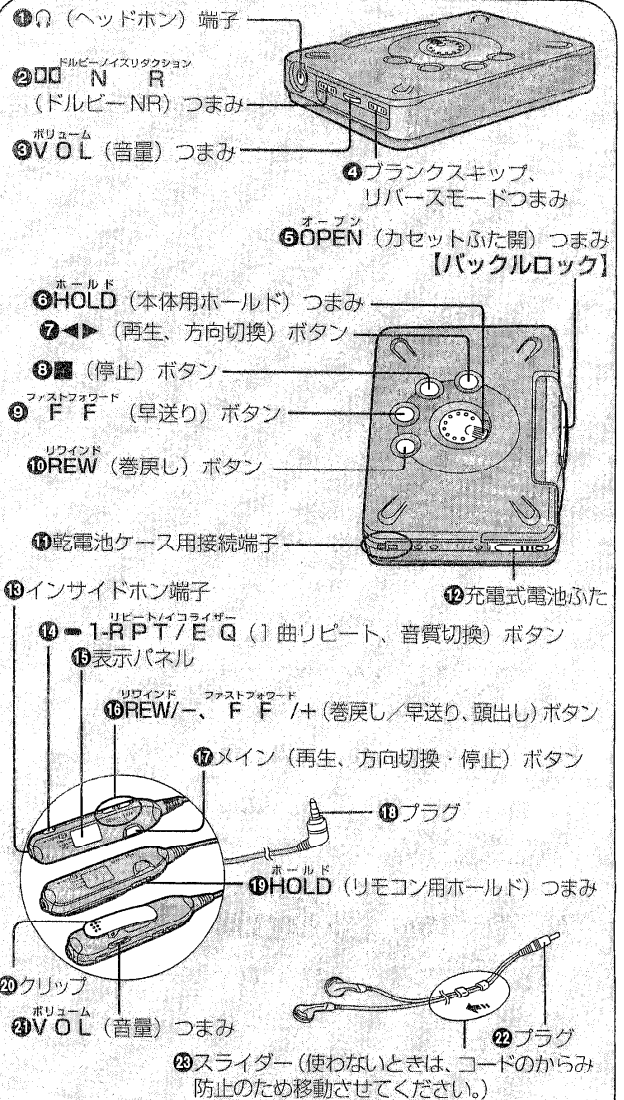 ❶🎧（ヘッドホン）端子
ドルビーノイズリダクション
❷DD N R
（ドルビーNR）つまみ
ボリューム
❸VOL（音量）つまみ
❹ブランクスキップ、
リバースモードつまみ
オープン
❺OPEN（カセットふた開）つまみ
【バックルロック】
ホールド
❻HOLD（本体用ホールド）つまみ
❼◀▶（再生、方向切換）ボタン
❽■（停止）ボタン
ファストフォワード
❾FF（早送り）ボタン
リワインド
❿REW（巻戻し）ボタン
⓫乾電池ケース用接続端子
⓬充電式電池ふた
⓭インサイドホン端子
リピート/イコライザー
⓮━1-RPT/EQ（1曲リピート、音質切換）ボタン
⓯表示パネル
リワインド ファストフォワード
⓰REW/−、FF/+（巻戻し／早送り、頭出し）ボタン
⓱メイン（再生、方向切換・停止）ボタン
⓲プラグ
ホールド
⓳HOLD（リモコン用ホールド）つまみ
⓴クリップ
ボリューム
㉑VOL（音量）つまみ
㉒プラグ
㉓スライダー（使わないときは、コードのからみ
防止のため移動させてください。）